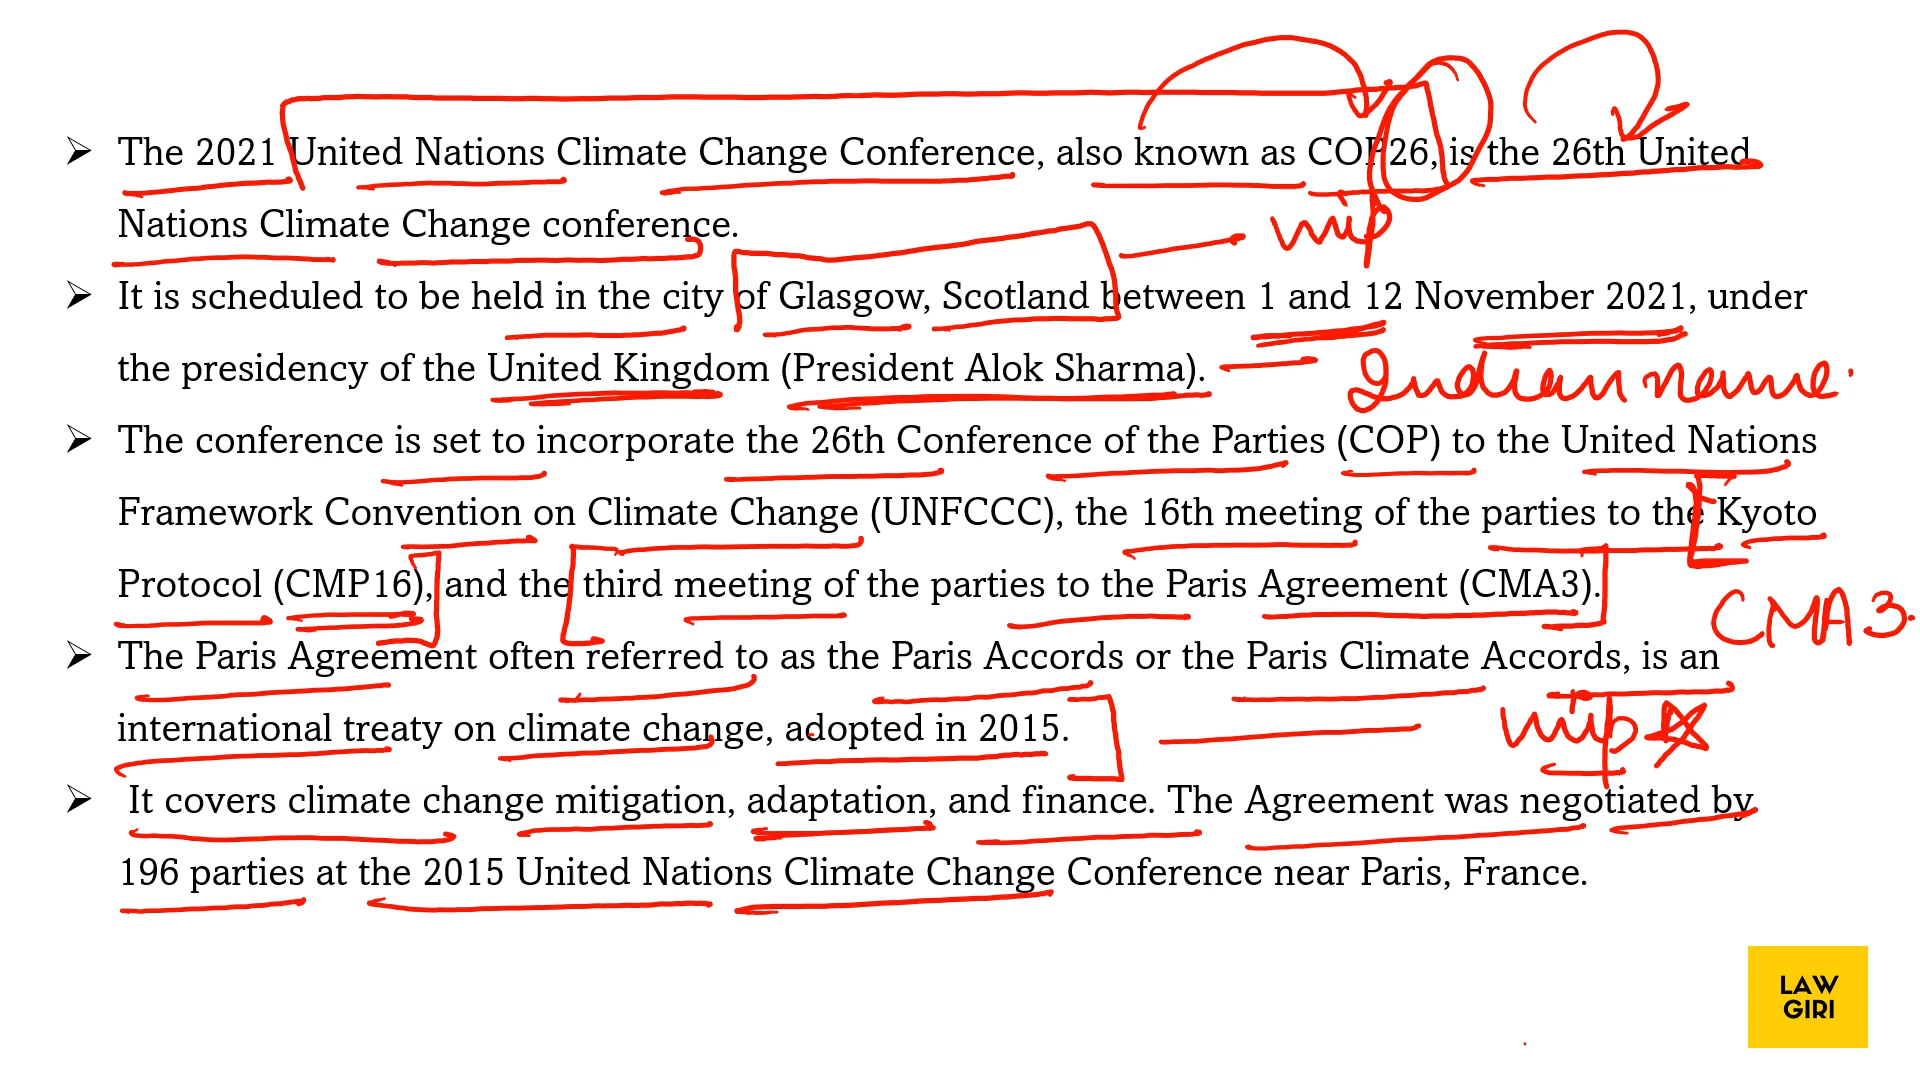 ➤ The 2021 United Nations Climate Change Conference, also known as COP26, is the 26th United
Nations Climate Change conference.
vvip
➤ It is scheduled to be held in the city of Glasgow, Scotland between 1 and 12 November 2021, under
the presidency of the United Kingdom (President Alok Sharma).
Indian name.
➤ The conference is set to incorporate the 26th Conference of the Parties (COP) to the United Nations
Framework Convention on Climate Change (UNFCCC), the 16th meeting of the parties to the Kyoto
Protocol (CMP16), and the third meeting of the parties to the Paris Agreement (CMA3).
CMA3.
➤ The Paris Agreement often referred to as the Paris Accords or the Paris Climate Accords, is an
international treaty on climate change, adopted in 2015.
vvip
➤ It covers climate change mitigation, adaptation, and finance. The Agreement was negotiated by
196 parties at the 2015 United Nations Climate Change Conference near Paris, France.
LAW
GIRI